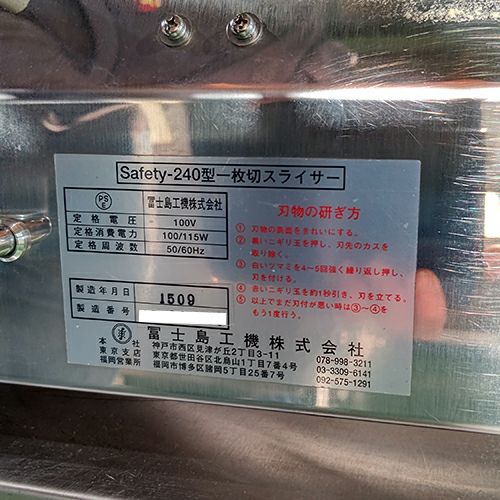 Safety-240型一枚切スライサー
PS
E
冨士島工機株式会社
定格電圧 100V
定格消費電力 100/115W
定格周波数 50/60Hz
製造年月日 1509
製造番号
刃物の研ぎ方
① 刃物の表面をきれいにする。
② 黒いニギリ玉を押し、刃先のカスを
取り除く。
③ 白いツマミを4~5回強く繰り返し押し、
刃を付ける。
④ 赤いニギリ玉を約1秒引き、刃を立てる。
⑤ 以上でまだ刃付が悪い時は③~④を
もう1度行う。
冨士島工機株式会社
本社 神戸市西区見津が丘2丁目3-11 078-998-3211
東京支店 東京都世田谷区北烏山1丁目7番4号 03-3309-6141
福岡営業所 福岡市博多区諸岡5丁目25番7号 092-575-1291